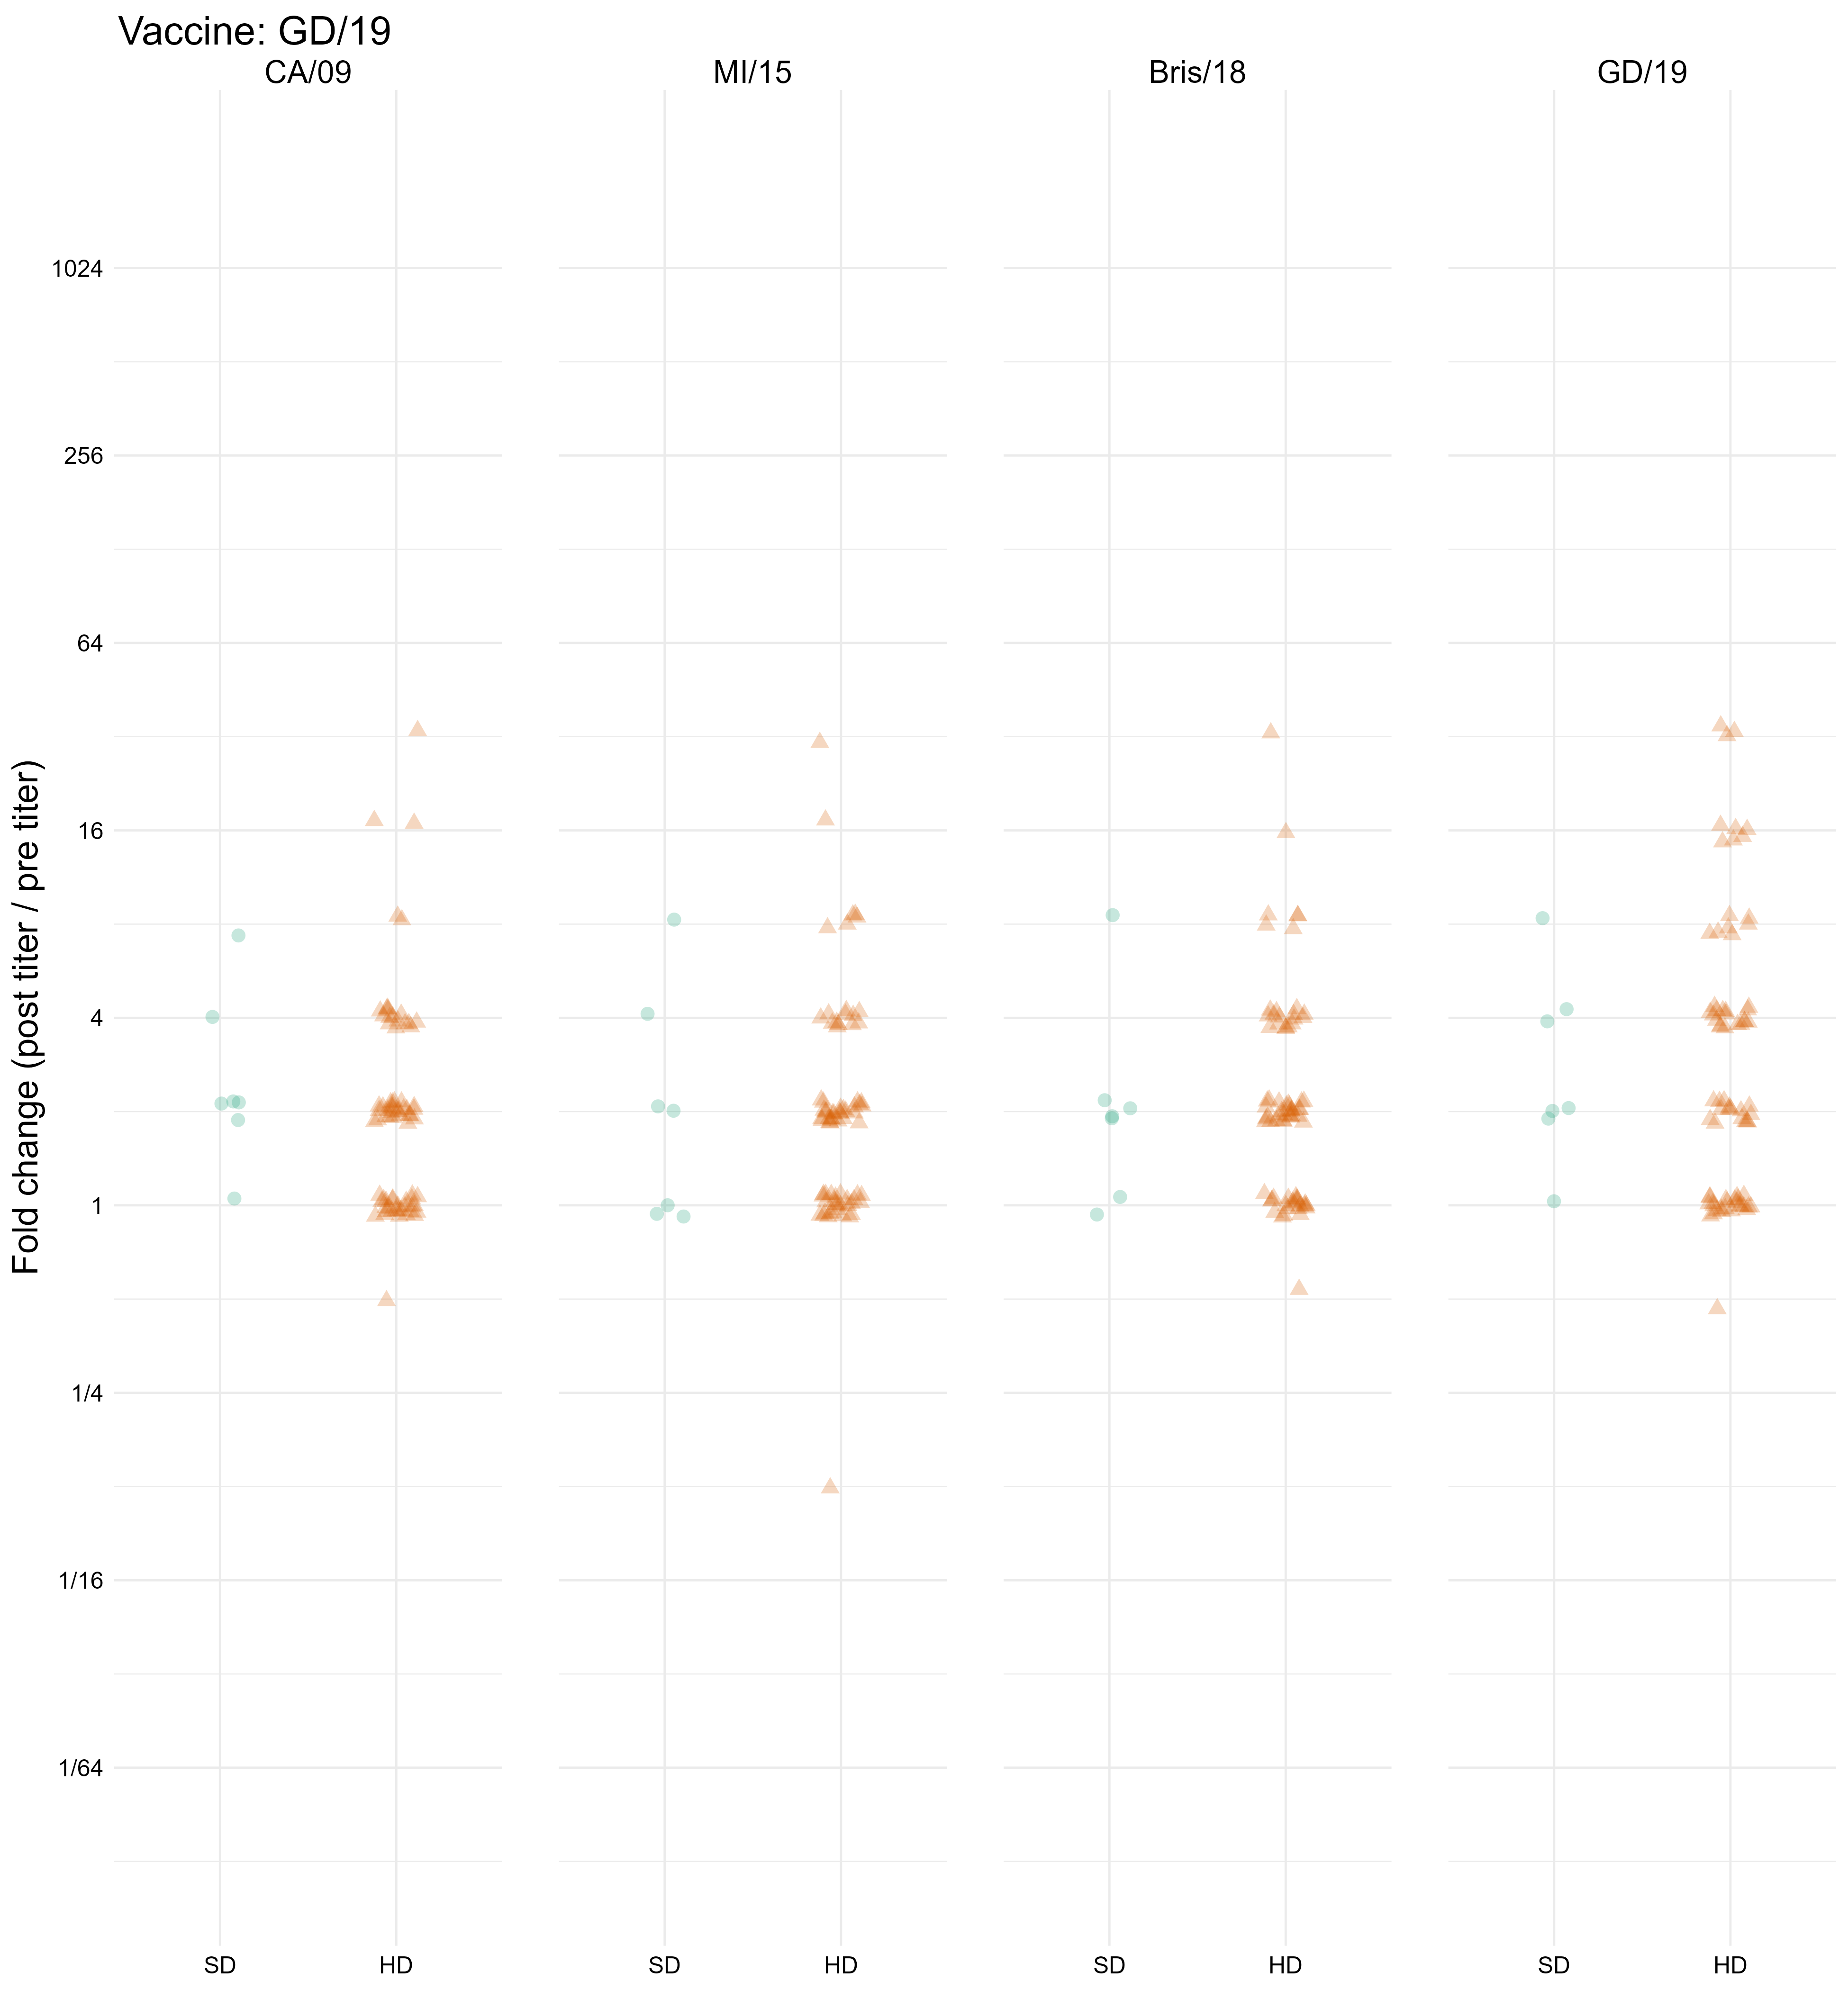 Vaccine: GD/19
CA/09 MI/15 Bris/18 GD/19
Fold change (post titer / pre titer)
1024
256
64
16
4
1
1/4
1/16
1/64
SD HD SD HD SD HD SD HD